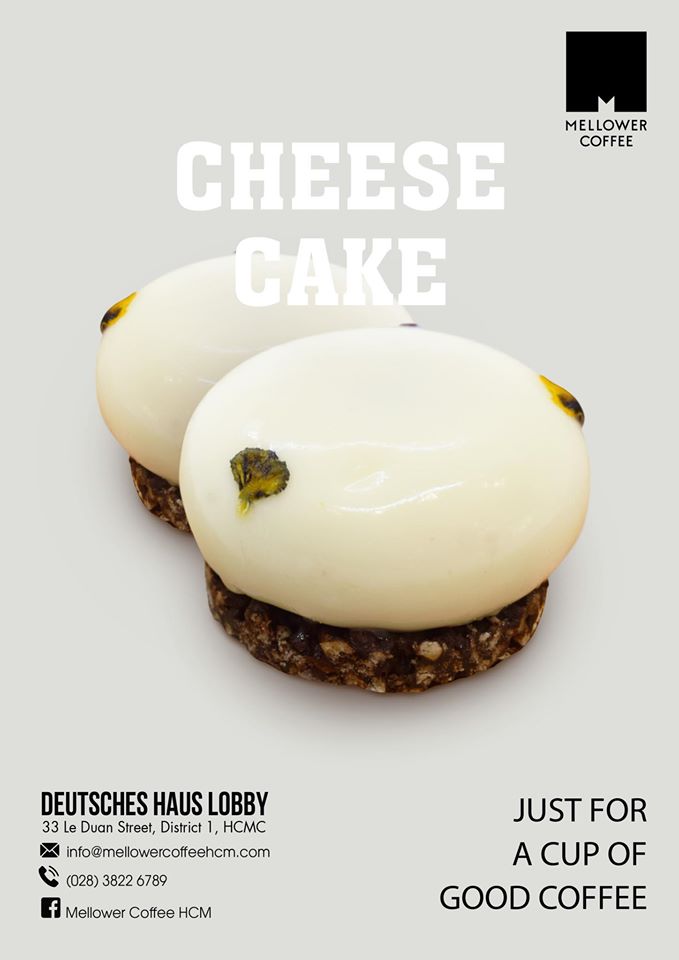 MELLOWER
COFFEE
CHEESE
CAKE
DEUTSCHES HAUS LOBBY
33 Le Duan Street, District 1, HCMC
info@mellowercoffeehcm.com
(028) 3822 6789
Mellower Coffee HCM
JUST FOR
A CUP OF
GOOD COFFEE